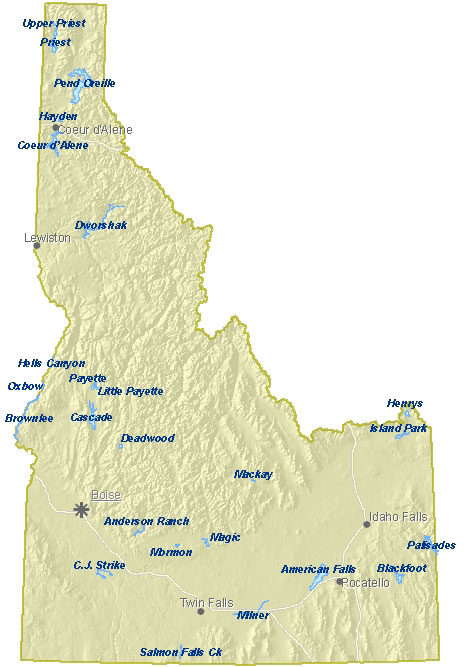 Upper Priest
Priest
Pend Oreille
Hayden
Coeur d'Alene
Coeur d'Alene
Dworshak
Lewiston
Hells Canyon
Payette
Oxbow
Little Payette
Henrys
Brownlee
Cascade
Island Park
Deadwood
Mackay
Boise
Anderson Ranch
Idaho Falls
Magic
Palisades
Mormon
C.J. Strike
American Falls
Blackfoot
Pocatello
Twin Falls
Milner
Salmon Falls Ck